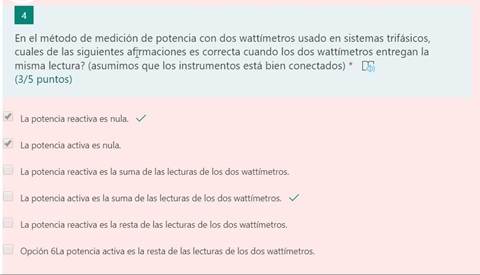 4
En el método de medición de potencia con dos wattímetros usado en sistemas trifásicos,
cuales de las siguientes afirmaciones es correcta cuando los dos wattímetros entregan la
misma lectura? (asumimos que los instrumentos está bien conectados) *
(3/5 puntos)
La potencia reactiva es nula.
La potencia activa es nula.
La potencia reactiva es la suma de las lecturas de los dos wattímetros.
La potencia activa es la suma de las lecturas de los dos wattímetros.
La potencia reactiva es la resta de las lecturas de los dos wattímetros.
Opción 6La potencia activa es la resta de las lecturas de los dos wattímetros.